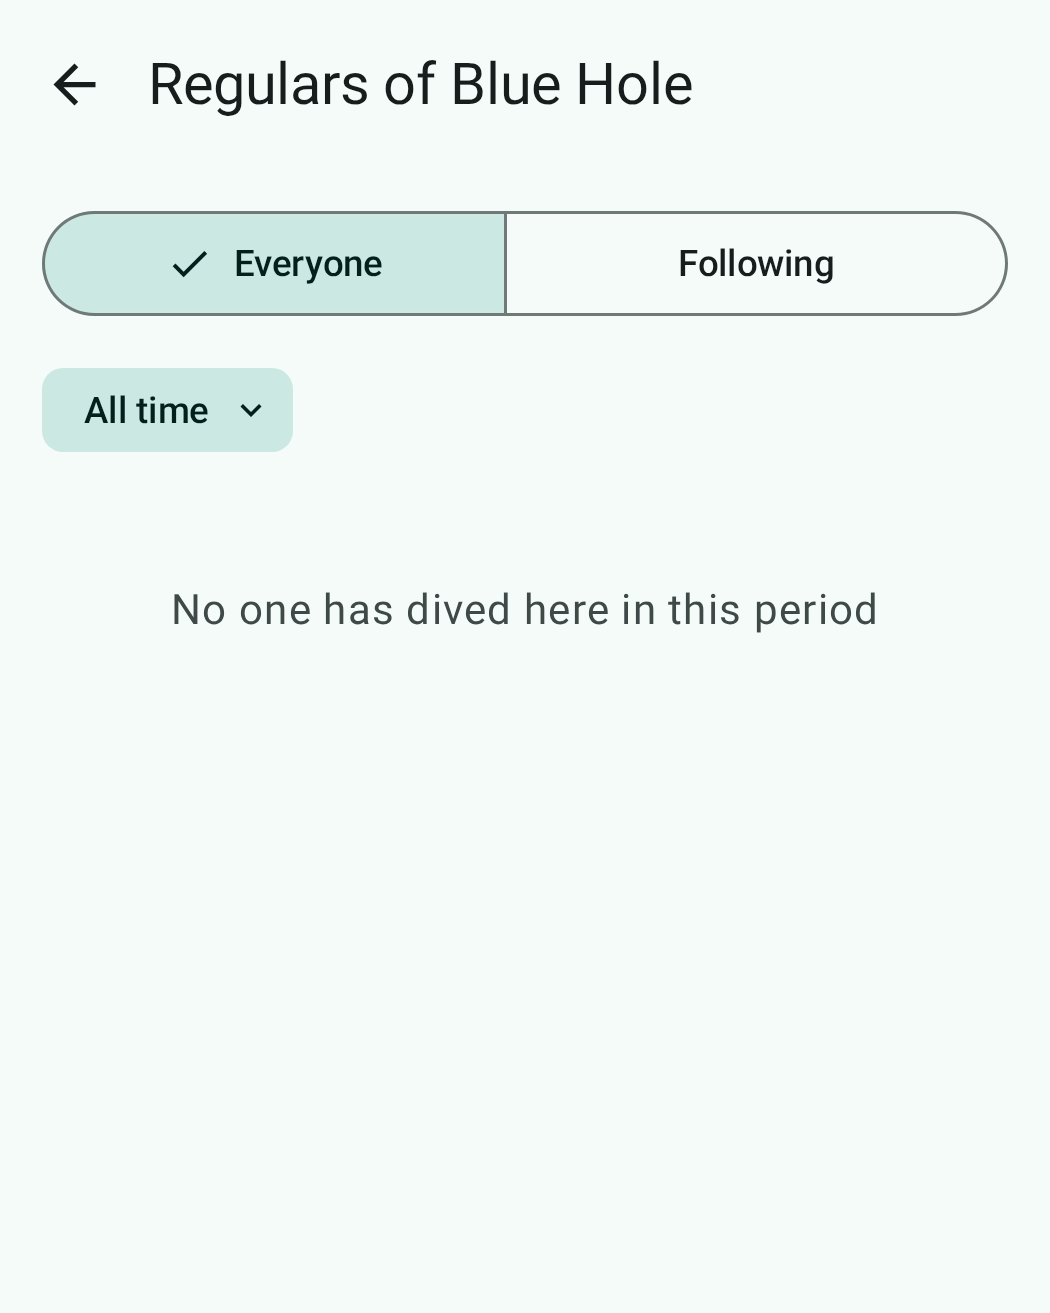 Regulars of Blue Hole
Everyone
Following
All time
No one has dived here in this period